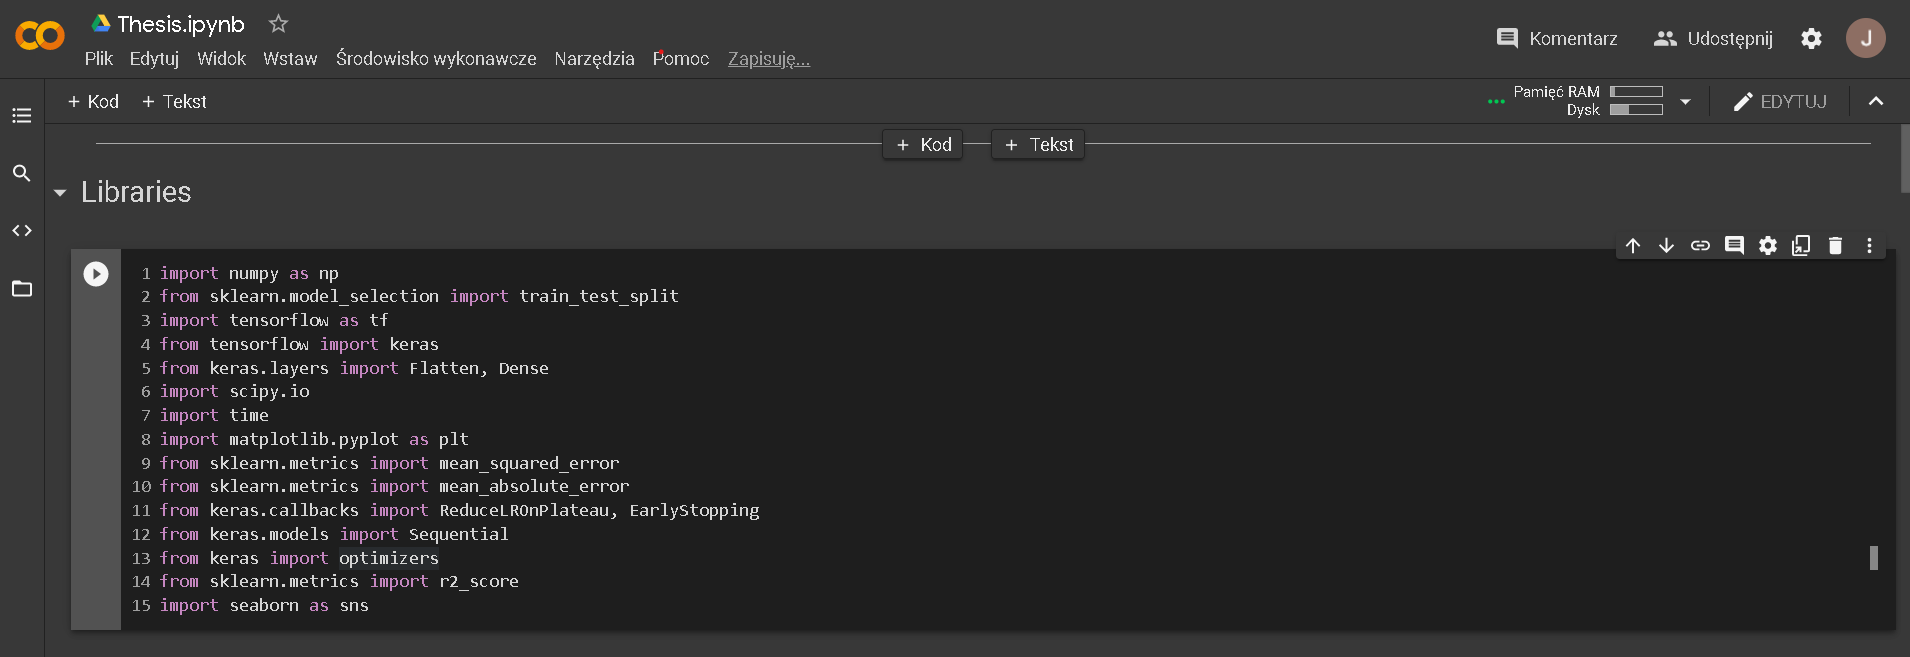 Thesis.ipynb
Plik Edytuj Widok Wstaw Środowisko wykonawcze Narzędzia Pomoc Zapisuję...
Komentarz Udostępnij J
+ Kod + Tekst
Pamięć RAM
Dysk
EDYTUJ
+ Kod + Tekst
Libraries
1 import numpy as np
2 from sklearn.model_selection import train_test_split
3 import tensorflow as tf
4 from tensorflow import keras
5 from keras.layers import Flatten, Dense
6 import scipy.io
7 import time
8 import matplotlib.pyplot as plt
9 from sklearn.metrics import mean_squared_error
10 from sklearn.metrics import mean_absolute_error
11 from keras.callbacks import ReduceLROnPlateau, EarlyStopping
12 from keras.models import Sequential
13 from keras import optimizers
14 from sklearn.metrics import r2_score
15 import seaborn as sns